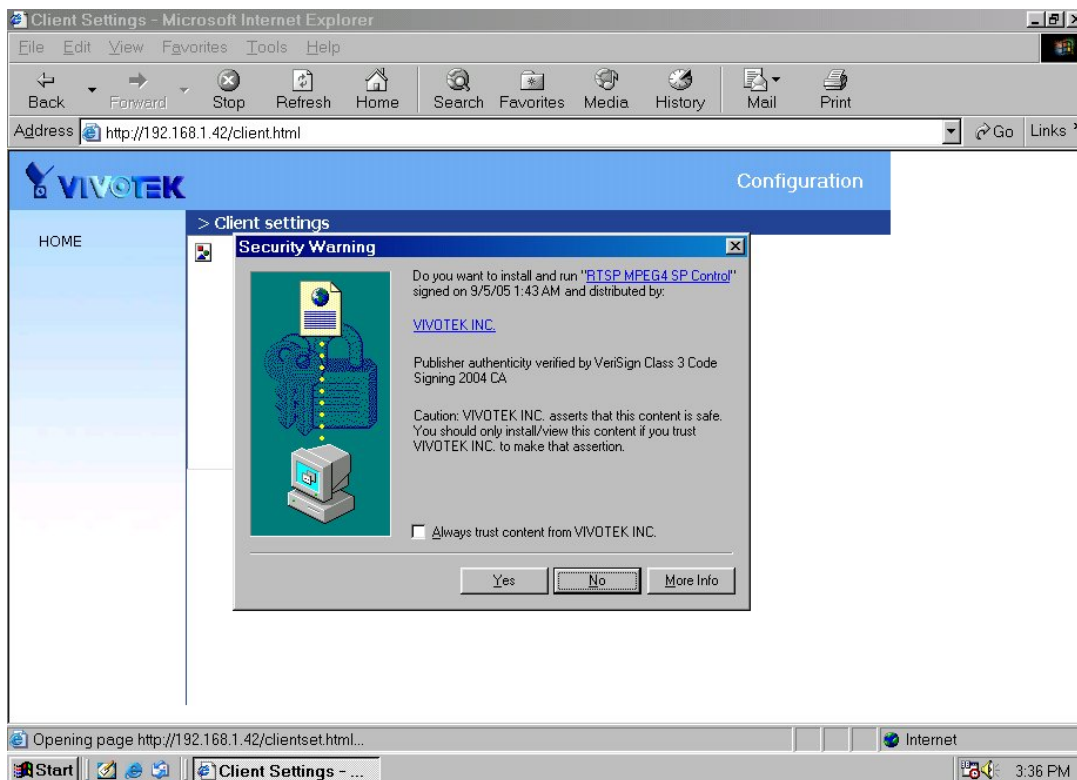 Client Settings - Microsoft Internet Explorer
File Edit View Favorites Tools Help
Back Forward Stop Refresh Home Search Favorites Media History Mail Print
Address http://192.168.1.42/client.html Go Links
VIVOTEK
Configuration
HOME
> Client settings
Security Warning
Do you want to install and run "RTSP MPEG4 SP Control"
signed on 9/5/05 1:43 AM and distributed by:
VIVOTEK INC.
Publisher authenticity verified by VeriSign Class 3 Code
Signing 2004 CA
Caution: VIVOTEK INC. asserts that this content is safe.
You should only install/view this content if you trust
VIVOTEK INC. to make that assertion.
Always trust content from VIVOTEK INC.
Yes No More Info
Opening page http://192.168.1.42/clientset.html... Internet
Start Client Settings - ... 3:36 PM